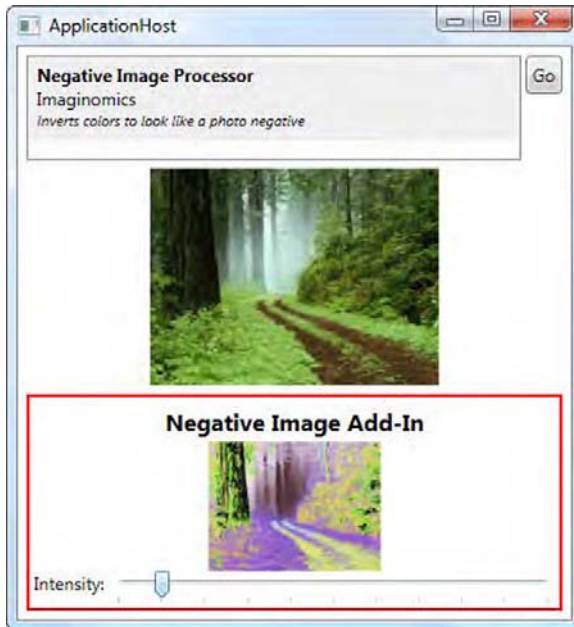 ApplicationHost
Negative Image Processor
Go
Imaginomics
Inverts colors to look like a photo negative
Negative Image Add-In
Intensity: